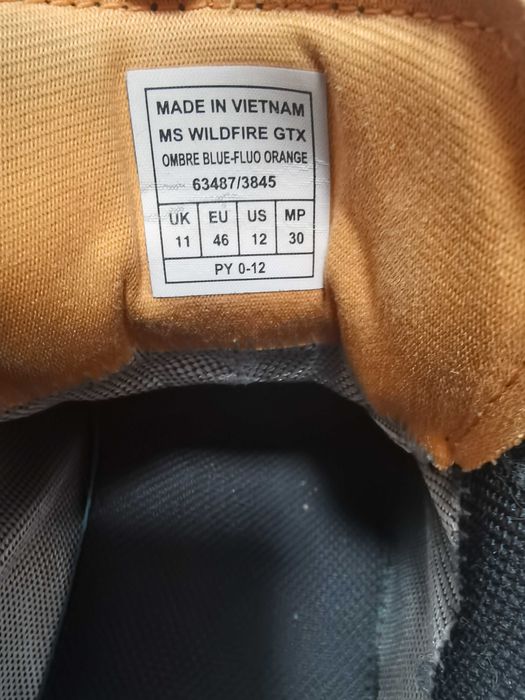 MADE IN VIETNAM
MS WILDFIRE GTX
OMBRE BLUE-FLUO ORANGE
63487/3845
UK EU US MP
11 46 12 30
PY 0-12